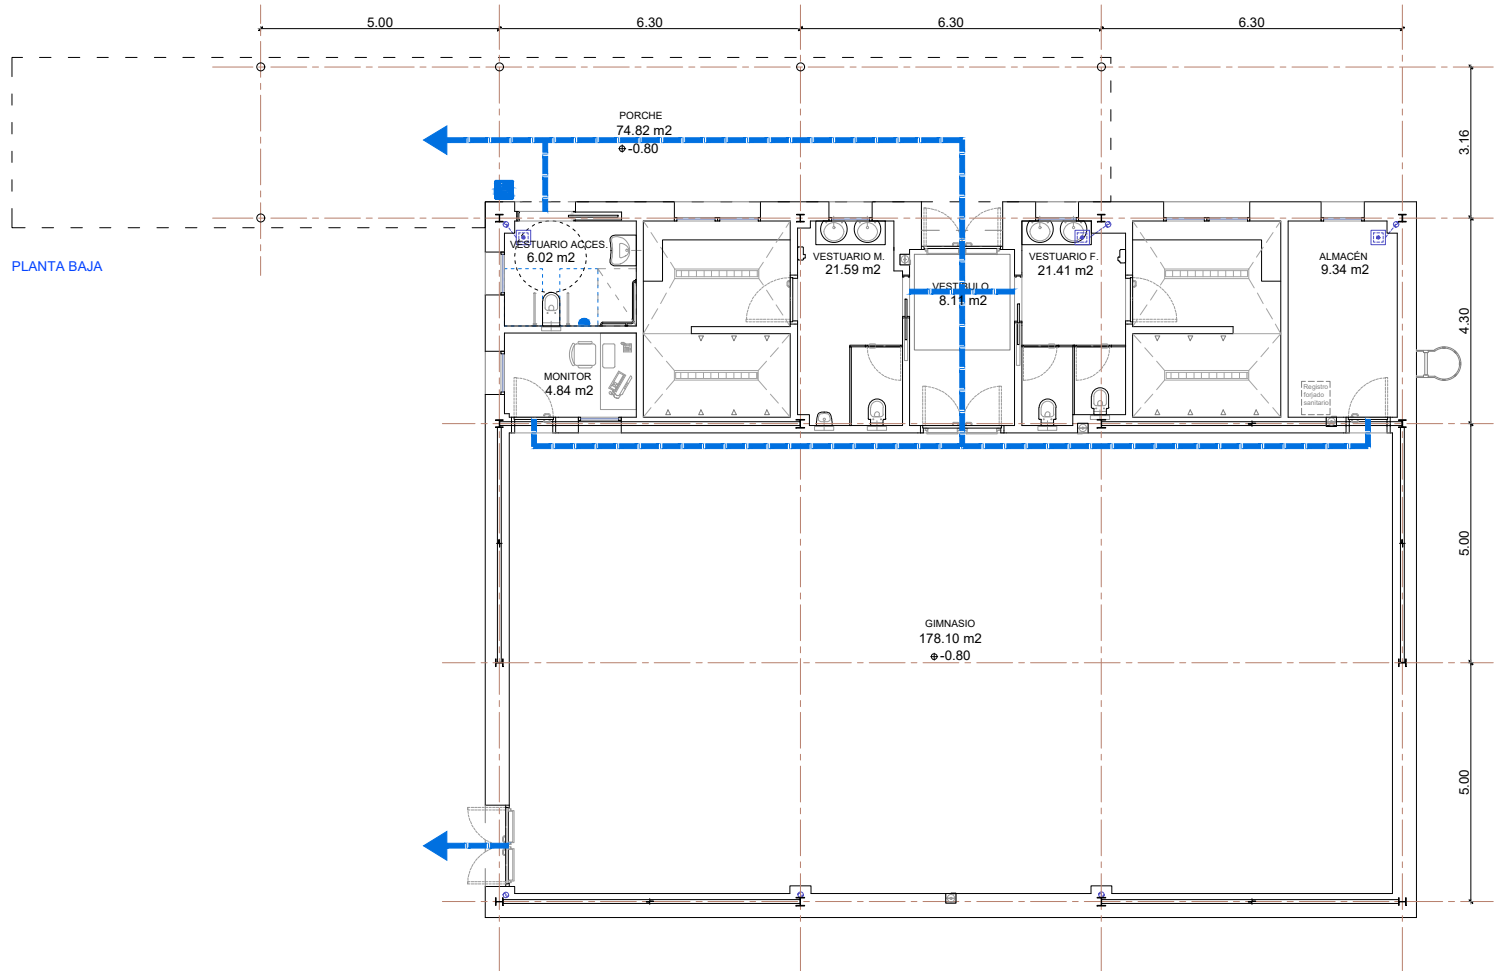 5.00
6.30
6.30
6.30
PORCHE
74.82 m2
-0.80
3.16
PLANTA BAJA
VESTUARIO ACCES.
6.02 m2
VESTUARIO M.
21.59 m2
VESTIBULO
8.11 m2
VESTUARIO F.
21.41 m2
ALMACÉN
9.34 m2
4.30
MONITOR
4.84 m2
Registro
forjado
sanitario
5.00
GIMNASIO
178.10 m2
-0.80
5.00